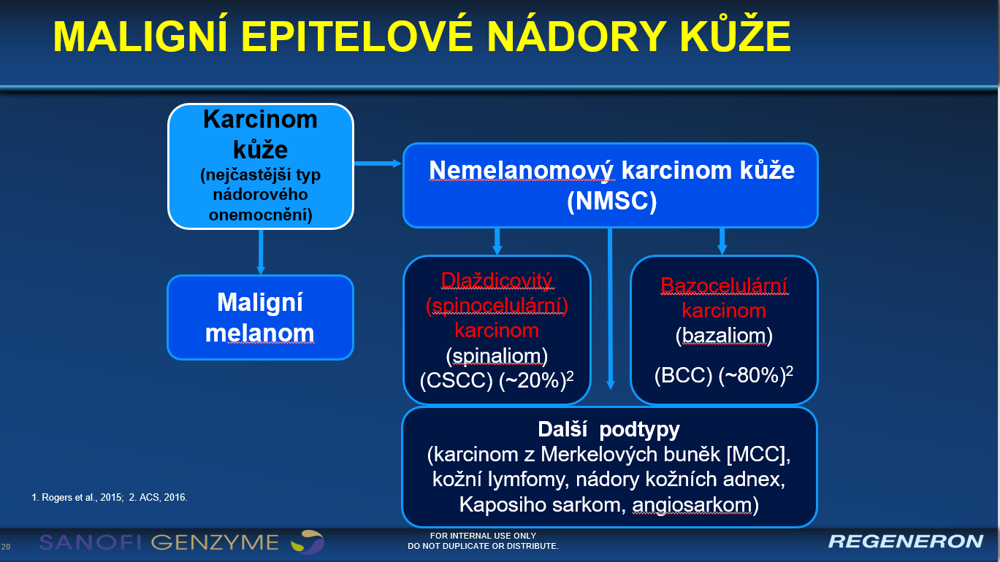 MALIGNÍ EPITELOVÉ NÁDORY KŮŽE
Karcinom
kůže
(nejčastější typ
nádorového
onemocnění)
Nemelanomový karcinom kůže
(NMSC)
Maligní
melanom
Dlaždicovitý
(spinocelulární)
karcinom
(spinaliom)
(CSCC) (~20%)²
Bazocelulární
karcinom
(bazaliom)
(BCC) (~80%)²
Další  podtypy
(karcinom z Merkelových buněk [MCC],
kožní lymfomy, nádory kožních adnex,
Kaposiho sarkom, angiosarkom)
1. Rogers et al., 2015;  2. ACS, 2016.
20
SANOFI GENZYME
FOR INTERNAL USE ONLY
DO NOT DUPLICATE OR DISTRIBUTE.
REGENERON